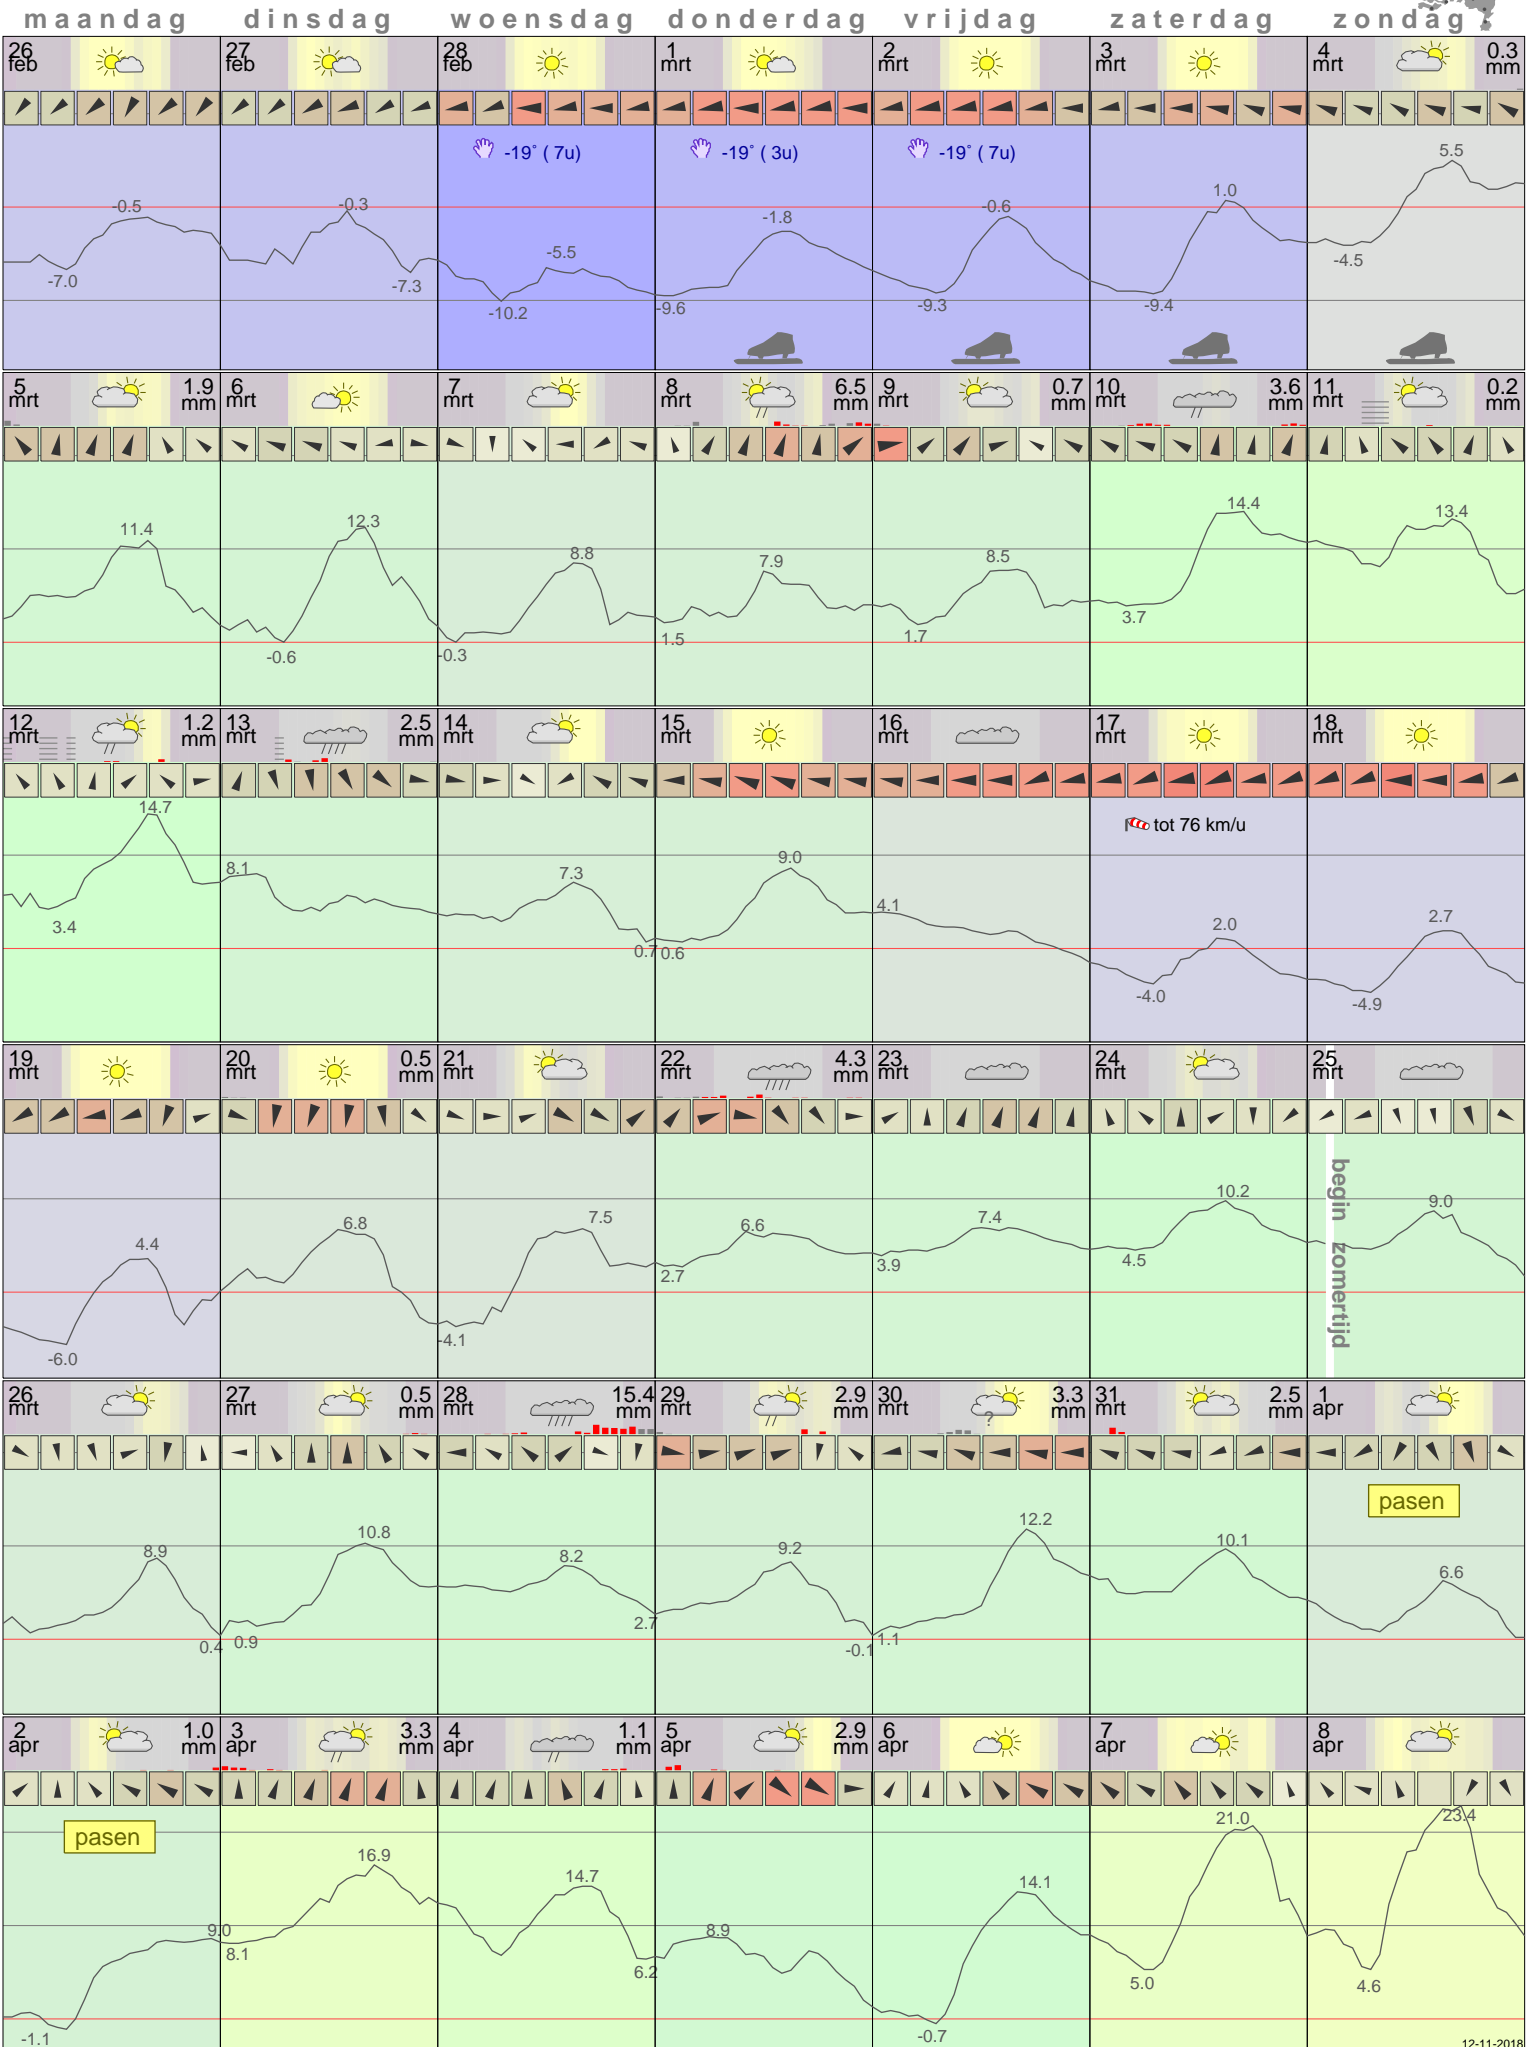 maandag dinsdag woensdag donderdag vrijdag zaterdag zondag
26 27 28 1 2 3 4 0.3
feb feb feb mrt mrt mrt mrt mm
-19° ( 7u) -19° ( 3u) -19° ( 7u)
5.5
1.0
-0.5 -0.3 -0.6
-1.8
-5.5
-4.5
-7.0 -7.3
-10.2 -9.6 -9.3 -9.4
5 1.9 6 7 8 6.5 9 0.7 10 3.6 11 0.2
mrt mm mrt mrt mrt mm mrt mm mrt mm mrt mm
11.4 12.3 8.8 7.9 8.5 14.4 13.4
-0.6 -0.3 1.5 1.7 3.7
12 1.2 13 2.5 14 15 16 17 18
mrt mm mrt mm mrt mrt mrt mrt mrt
14.7 tot 76 km/u
8.1 7.3 9.0
3.4 4.1 2.0 2.7
0.7 0.6
-4.0 -4.9
19 20 0.5 21 22 4.3 23 24 25
mrt mrt mm mrt mrt mm mrt mrt mrt
begin zomertijd
4.4 6.8 7.5 6.6 7.4 10.2 9.0
-6.0 -4.1 2.7 3.9 4.5
26 27 0.5 28 15.4 29 2.9 30 3.3 31 2.5 1
mrt mrt mm mrt mm mrt mm mrt mm mrt mm apr
?
pasen
8.9 10.8 8.2 9.2 12.2 10.1 6.6
0.4 0.9 2.7 -0.1 1.1
2 1.0 3 3.3 4 1.1 5 2.9 6 7 8
apr mm apr mm apr mm apr mm apr apr apr
pasen
21.0 23.4
16.9 14.7 14.1
9.0 8.9
8.1 6.2 5.0 4.6
-1.1 -0.7
12-11-2018